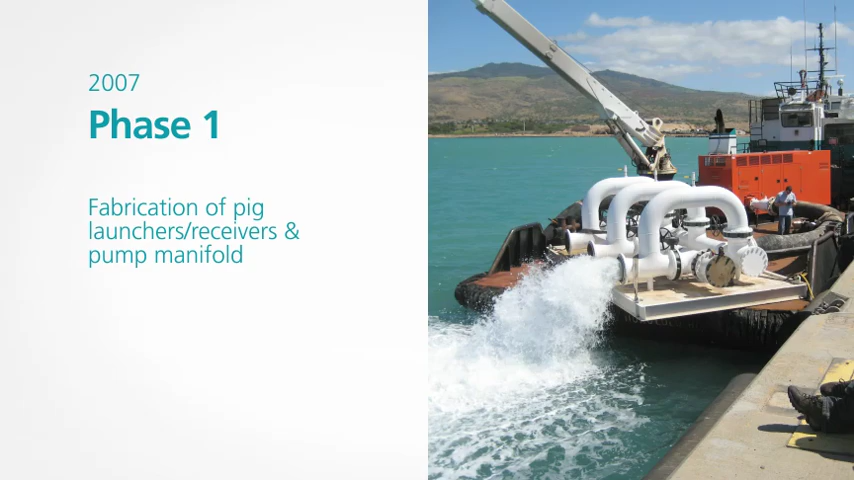 2007
Phase 1
Fabrication of pig
launchers/receivers &
pump manifold